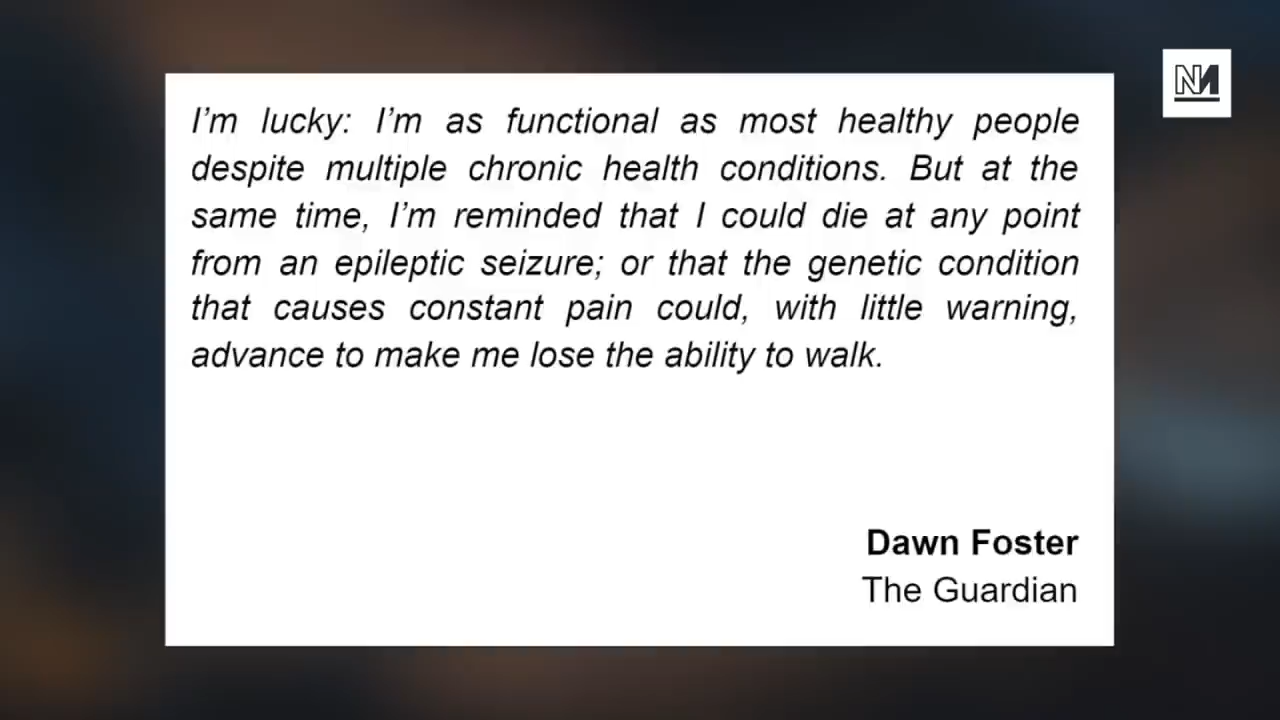 I’m lucky: I’m as functional as most healthy people
despite multiple chronic health conditions. But at the
same time, I’m reminded that I could die at any point
from an epileptic seizure; or that the genetic condition
that causes constant pain could, with little warning,
advance to make me lose the ability to walk.
Dawn Foster
The Guardian